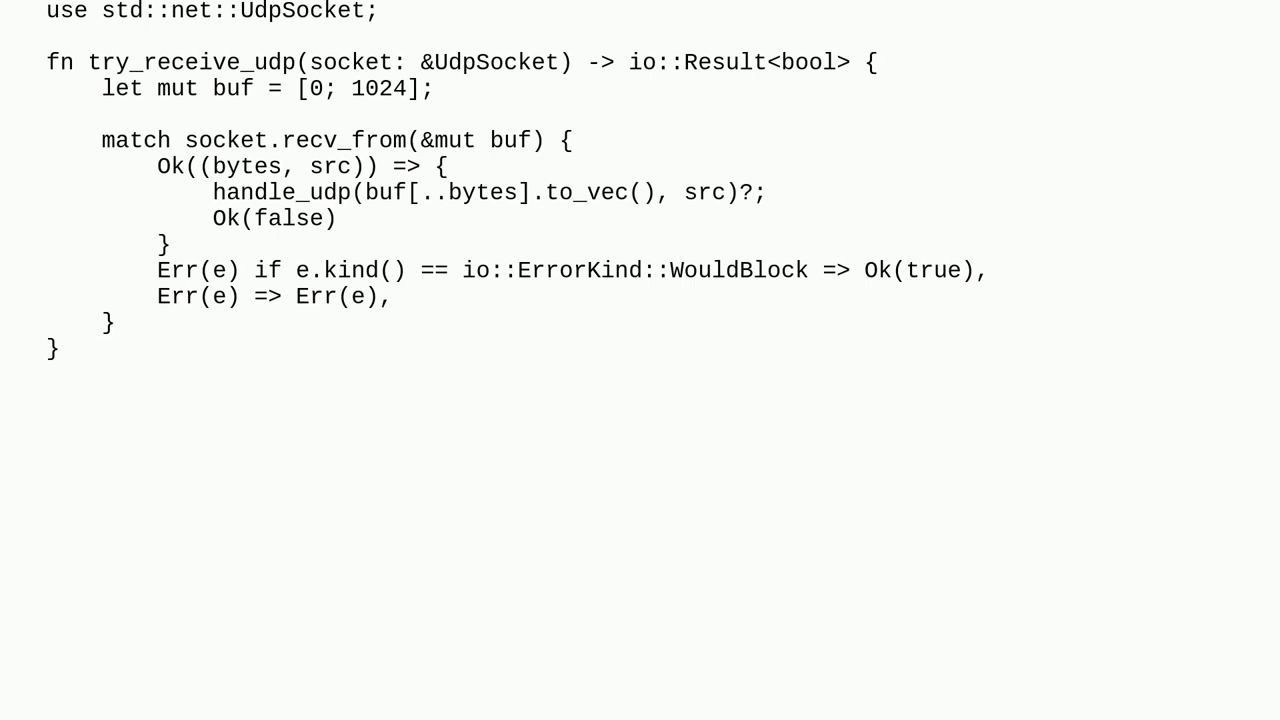 use std::net::UdpSocket;
fn try_receive_udp(socket: &UdpSocket) -> io::Result<bool> {
    let mut buf = [0; 1024];
    match socket.recv_from(&mut buf) {
        Ok((bytes, src)) => {
            handle_udp(buf[..bytes].to_vec(), src)?;
            Ok(false)
        }
        Err(e) if e.kind() == io::ErrorKind::WouldBlock => Ok(true),
        Err(e) => Err(e),
    }
}